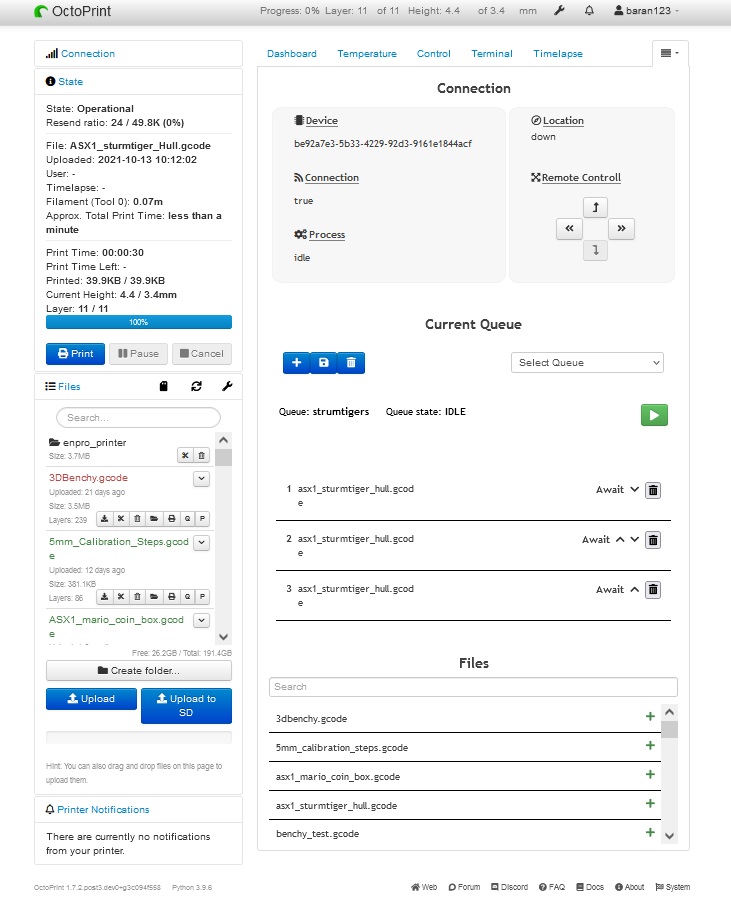 OctoPrint
Progress: 0% Layer: 11 of 11 Height: 4.4 of 3.4 mm
baran123
Connection
State
State: Operational
Resend ratio: 24 / 49.8K (0%)
File: ASX1_sturmtiger_Hull.gcode
Uploaded: 2021-10-13 10:12:02
User: -
Timelapse: -
Filament (Tool 0): 0.07m
Approx. Total Print Time: less than a
minute
Print Time: 00:00:30
Print Time Left: -
Printed: 39.9KB / 39.9KB
Current Height: 4.4 / 3.4mm
Layer: 11 / 11
100%
Print Pause Cancel
Files
Search...
enpro_printer
Size: 3.7MB
3DBenchy.gcode
Uploaded: 21 days ago
Size: 3.5MB
Layers: 239
Q P
5mm_Calibration_Steps.gcod
e
Uploaded: 12 days ago
Size: 381.1KB
Layers: 86
Q P
ASX1_mario_coin_box.gcod
e
Free: 26.2GB / Total: 191.4GB
Create folder...
Upload
Upload to
SD
Hint: You can also drag and drop files on this page to
upload them.
Printer Notifications
There are currently no notifications
from your printer.
Dashboard Temperature Control Terminal Timelapse
Connection
Device
be92a7e3-5b33-4229-92d3-9161e1844acf
Connection
true
Process
idle
Location
down
Remote Controll
Current Queue
Select Queue
Queue: strumtigers Queue state: IDLE
1 asx1_sturmtiger_hull.gcod
e
Await
2 asx1_sturmtiger_hull.gcod
e
Await
3 asx1_sturmtiger_hull.gcod
e
Await
Files
Search
3dbenchy.gcode
5mm_calibration_steps.gcode
asx1_mario_coin_box.gcode
asx1_sturmtiger_hull.gcode
benchy_test.gcode
OctoPrint 1.7.2.post3.dev0+g3c094f558 Python 3.9.6
Web Forum Discord FAQ Docs About System